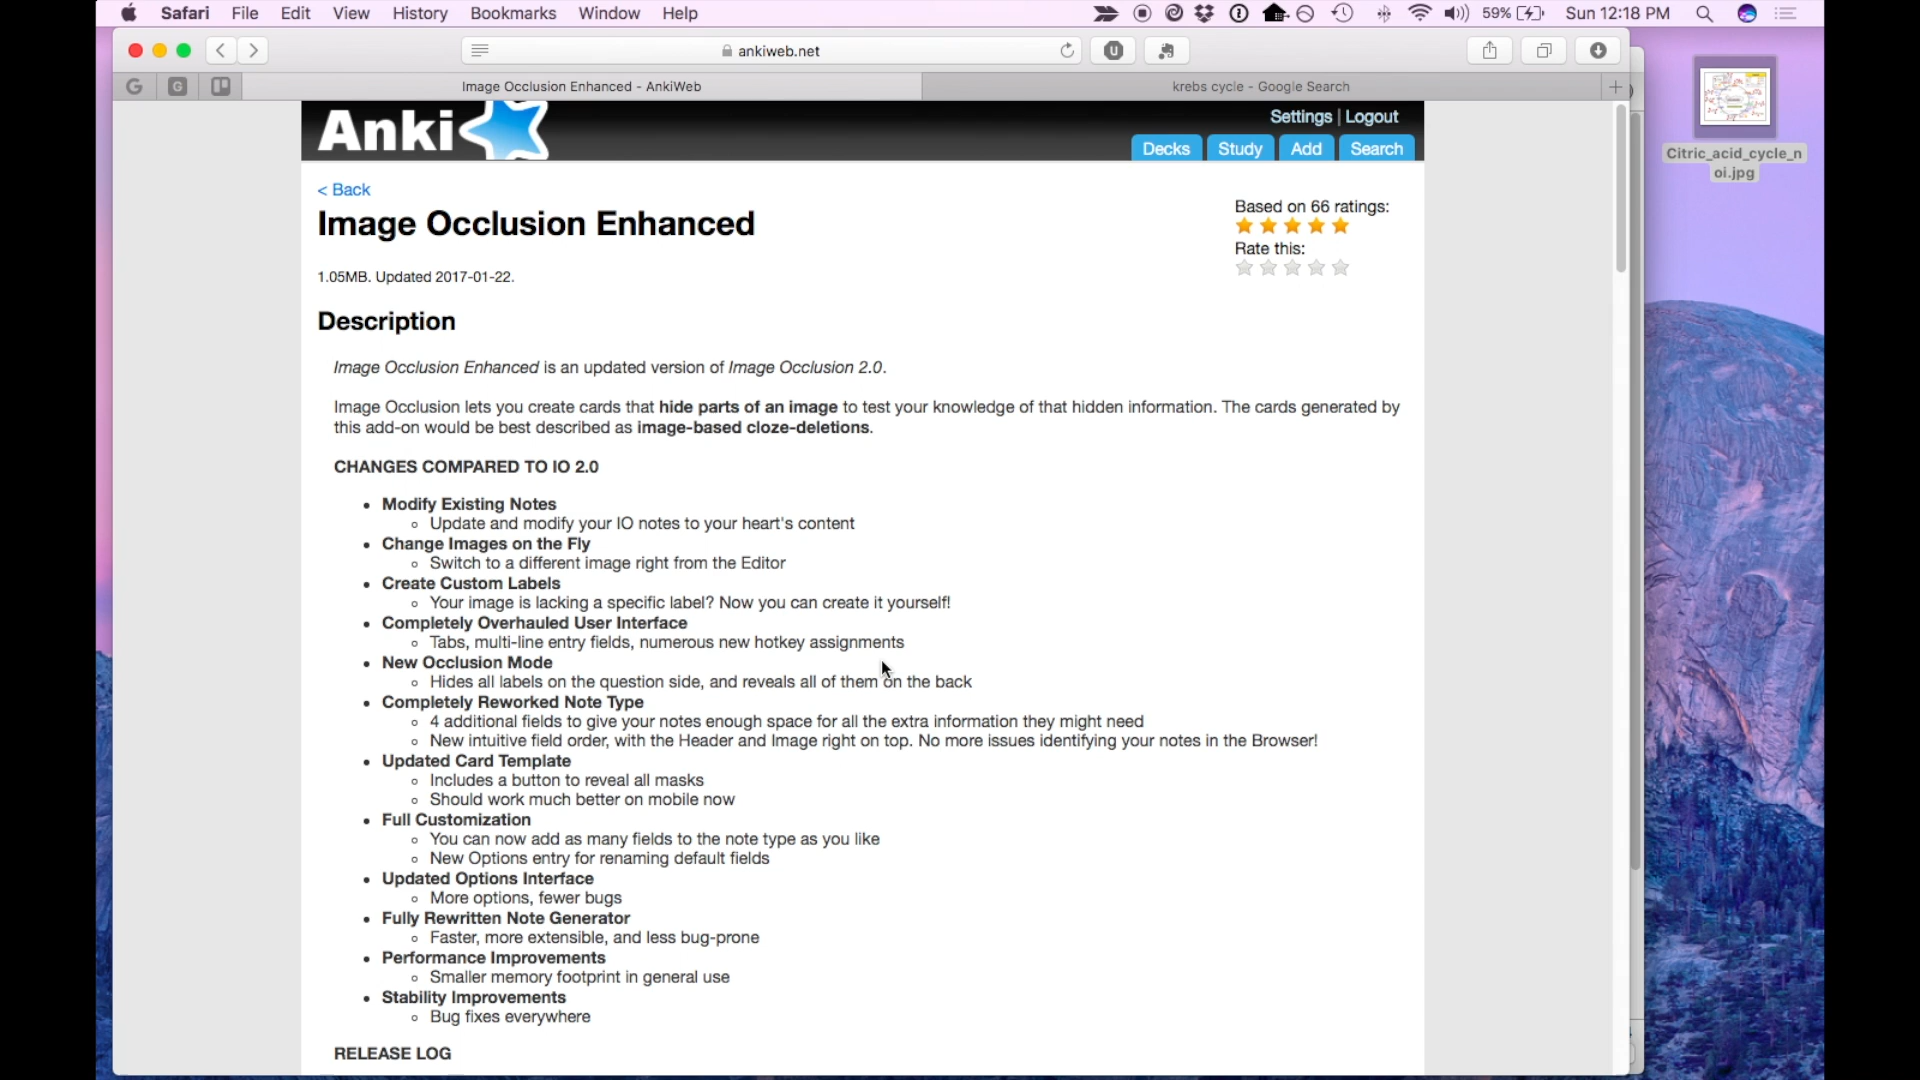 Safari File Edit View History Bookmarks Window Help 59% Sun 12:18 PM
ankiweb.net
Image Occlusion Enhanced - AnkiWeb
krebs cycle - Google Search
Citric_acid_cycle_n
oi.jpg
Anki
Settings | Logout
Decks Study Add Search
< Back
Image Occlusion Enhanced
Based on 66 ratings:
Rate this:
1.05MB. Updated 2017-01-22.
Description
Image Occlusion Enhanced is an updated version of Image Occlusion 2.0.
Image Occlusion lets you create cards that hide parts of an image to test your knowledge of that hidden information. The cards generated by
this add-on would be best described as image-based cloze-deletions.
CHANGES COMPARED TO IO 2.0
Modify Existing Notes
Update and modify your IO notes to your heart's content
Change Images on the Fly
Switch to a different image right from the Editor
Create Custom Labels
Your image is lacking a specific label? Now you can create it yourself!
Completely Overhauled User Interface
Tabs, multi-line entry fields, numerous new hotkey assignments
New Occlusion Mode
Hides all labels on the question side, and reveals all of them on the back
Completely Reworked Note Type
4 additional fields to give your notes enough space for all the extra information they might need
New intuitive field order, with the Header and Image right on top. No more issues identifying your notes in the Browser!
Updated Card Template
Includes a button to reveal all masks
Should work much better on mobile now
Full Customization
You can now add as many fields to the note type as you like
New Options entry for renaming default fields
Updated Options Interface
More options, fewer bugs
Fully Rewritten Note Generator
Faster, more extensible, and less bug-prone
Performance Improvements
Smaller memory footprint in general use
Stability Improvements
Bug fixes everywhere
RELEASE LOG